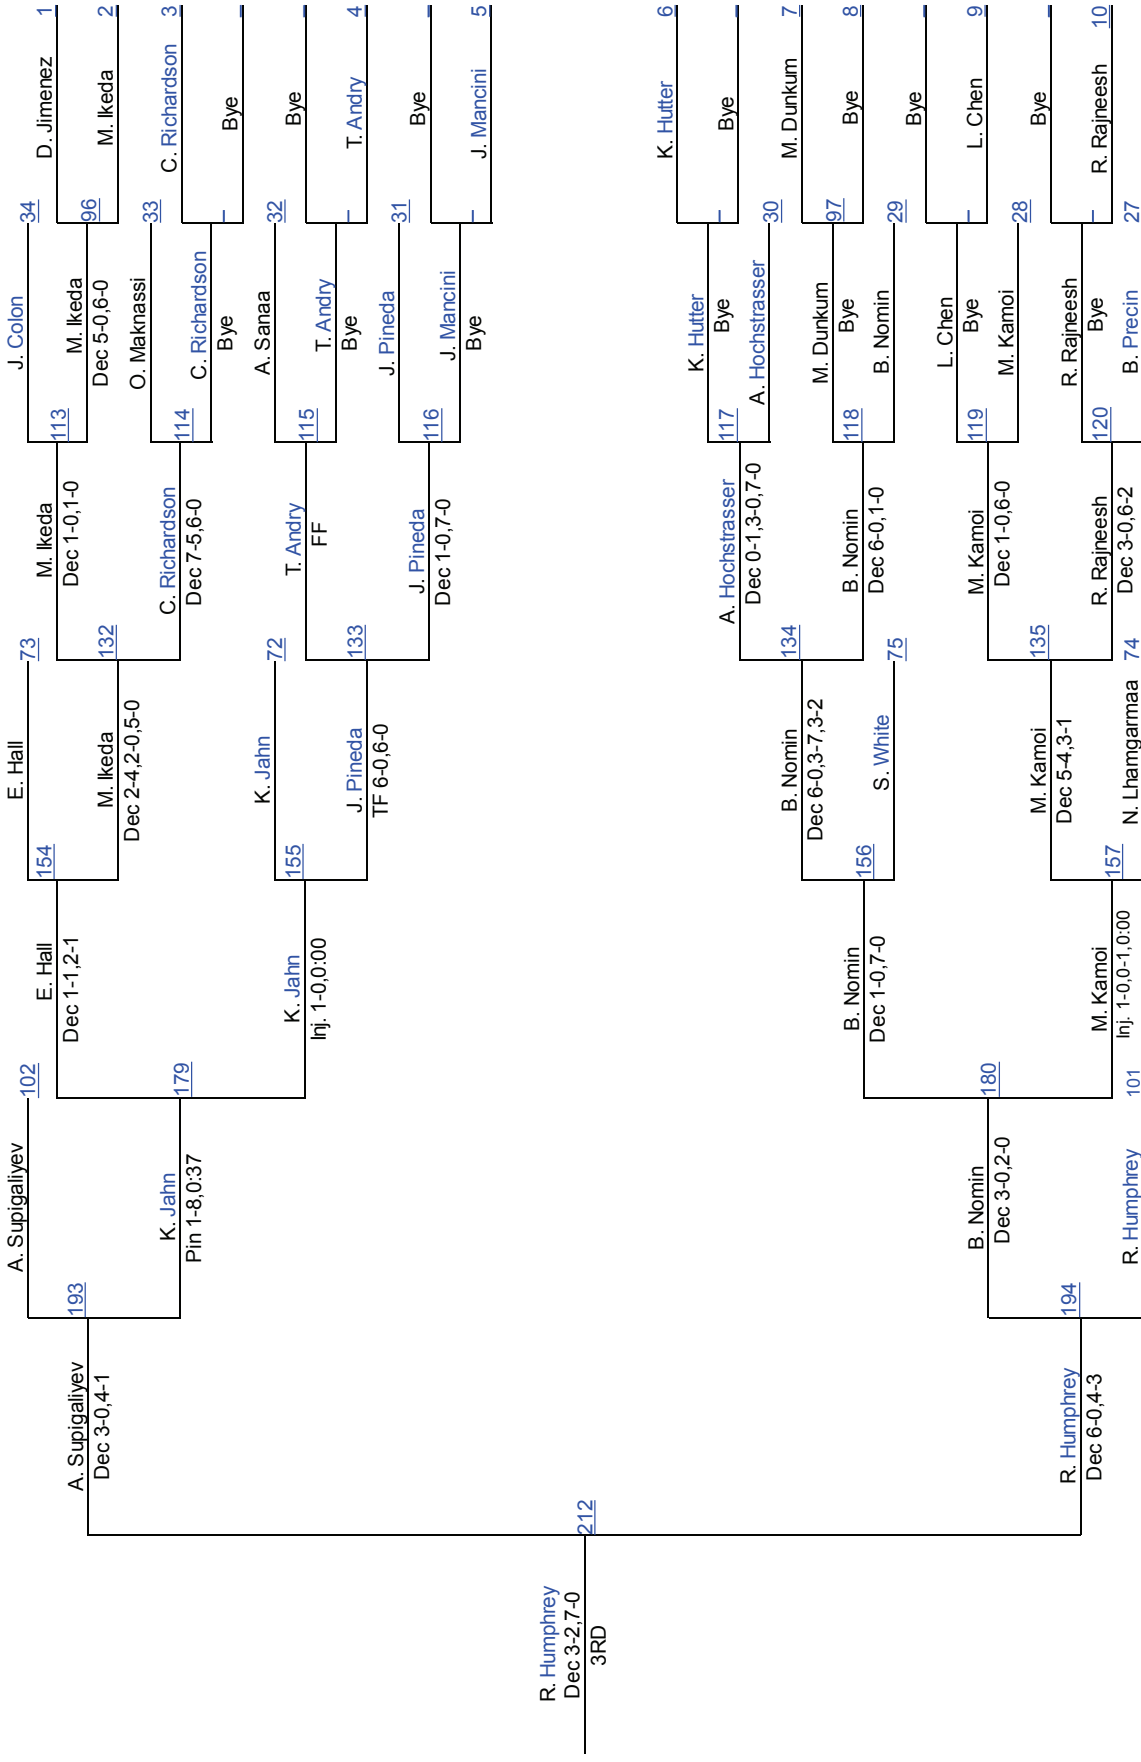 D. Jimenez
1
M. Ikeda
2
C. Richardson
3
Bye
Bye
T. Andry
4
Bye
J. Mancini
5
K. Hutter
6
Bye
M. Dunkum
7
Bye
8
Bye
L. Chen
9
Bye
R. Rajneesh
10
J. Colon
34
96
M. Ikeda
Dec 5-0,6-0
O. Maknassi
33
C. Richardson
Bye
A. Sanaa
32
T. Andry
Bye
J. Pineda
31
J. Mancini
Bye
K. Hutter
Bye
A. Hochstrasser
30
97
M. Dunkum
Bye
B. Nomin
29
L. Chen
Bye
M. Kamoi
28
R. Rajneesh
Bye
B. Precin
27
113
M. Ikeda
Dec 1-0,1-0
114
C. Richardson
Dec 7-5,6-0
115
T. Andry
FF
116
J. Pineda
Dec 1-0,7-0
117
A. Hochstrasser
Dec 0-1,3-0,7-0
118
B. Nomin
Dec 6-0,1-0
119
M. Kamoi
Dec 1-0,6-0
120
R. Rajneesh
Dec 3-0,6-2
E. Hall
73
132
M. Ikeda
Dec 2-4,2-0,5-0
K. Jahn
72
133
J. Pineda
TF 6-0,6-0
134
B. Nomin
Dec 6-0,3-7,3-2
S. White
75
135
M. Kamoi
Dec 5-4,3-1
N. Lhamgarmaa
74
154
E. Hall
Dec 1-1,2-1
155
K. Jahn
Inj. 1-0,0:00
156
B. Nomin
Dec 1-0,7-0
157
M. Kamoi
Inj. 1-0,0-1,0:00
A. Supigaliyev
102
179
K. Jahn
Pin 1-8,0:37
180
B. Nomin
Dec 3-0,2-0
R. Humphrey
101
193
A. Supigaliyev
Dec 3-0,4-1
194
R. Humphrey
Dec 6-0,4-3
212
R. Humphrey
Dec 3-2,7-0
3RD